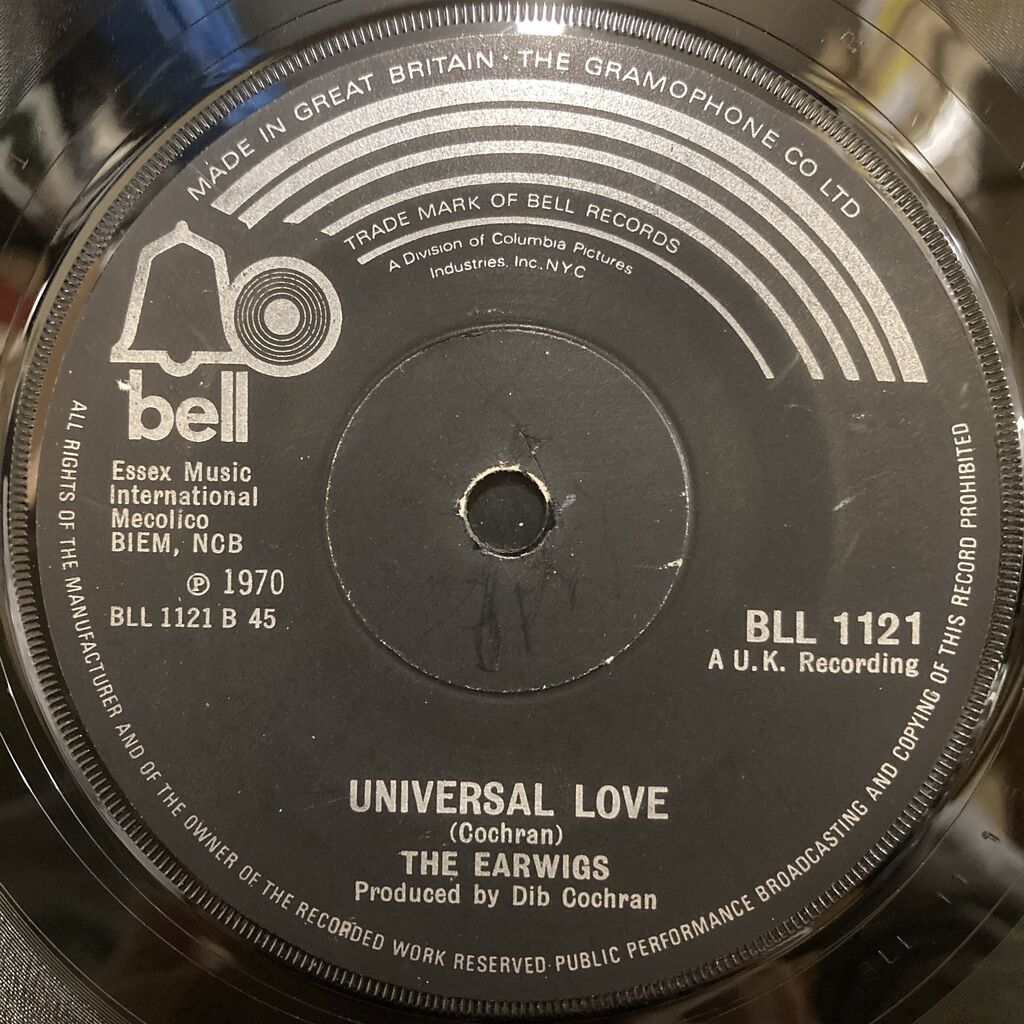 MADE IN GREAT BRITAIN · THE GRAMOPHONE CO LTD
TRADE MARK OF BELL RECORDS
A Division of Columbia Pictures
Industries, Inc. NYC
bell
Essex Music
International
Mecolico
BIEM, NCB
℗ 1970
BLL 1121 B 45
BLL 1121
A U.K. Recording
UNIVERSAL LOVE
(Cochran)
THE EARWIGS
Produced by Dib Cochran
ALL RIGHTS OF THE MANUFACTURER AND OF THE OWNER OF THE RECORDED WORK RESERVED · PUBLIC PERFORMANCE BROADCASTING AND COPYING OF THIS RECORD PROHIBITED